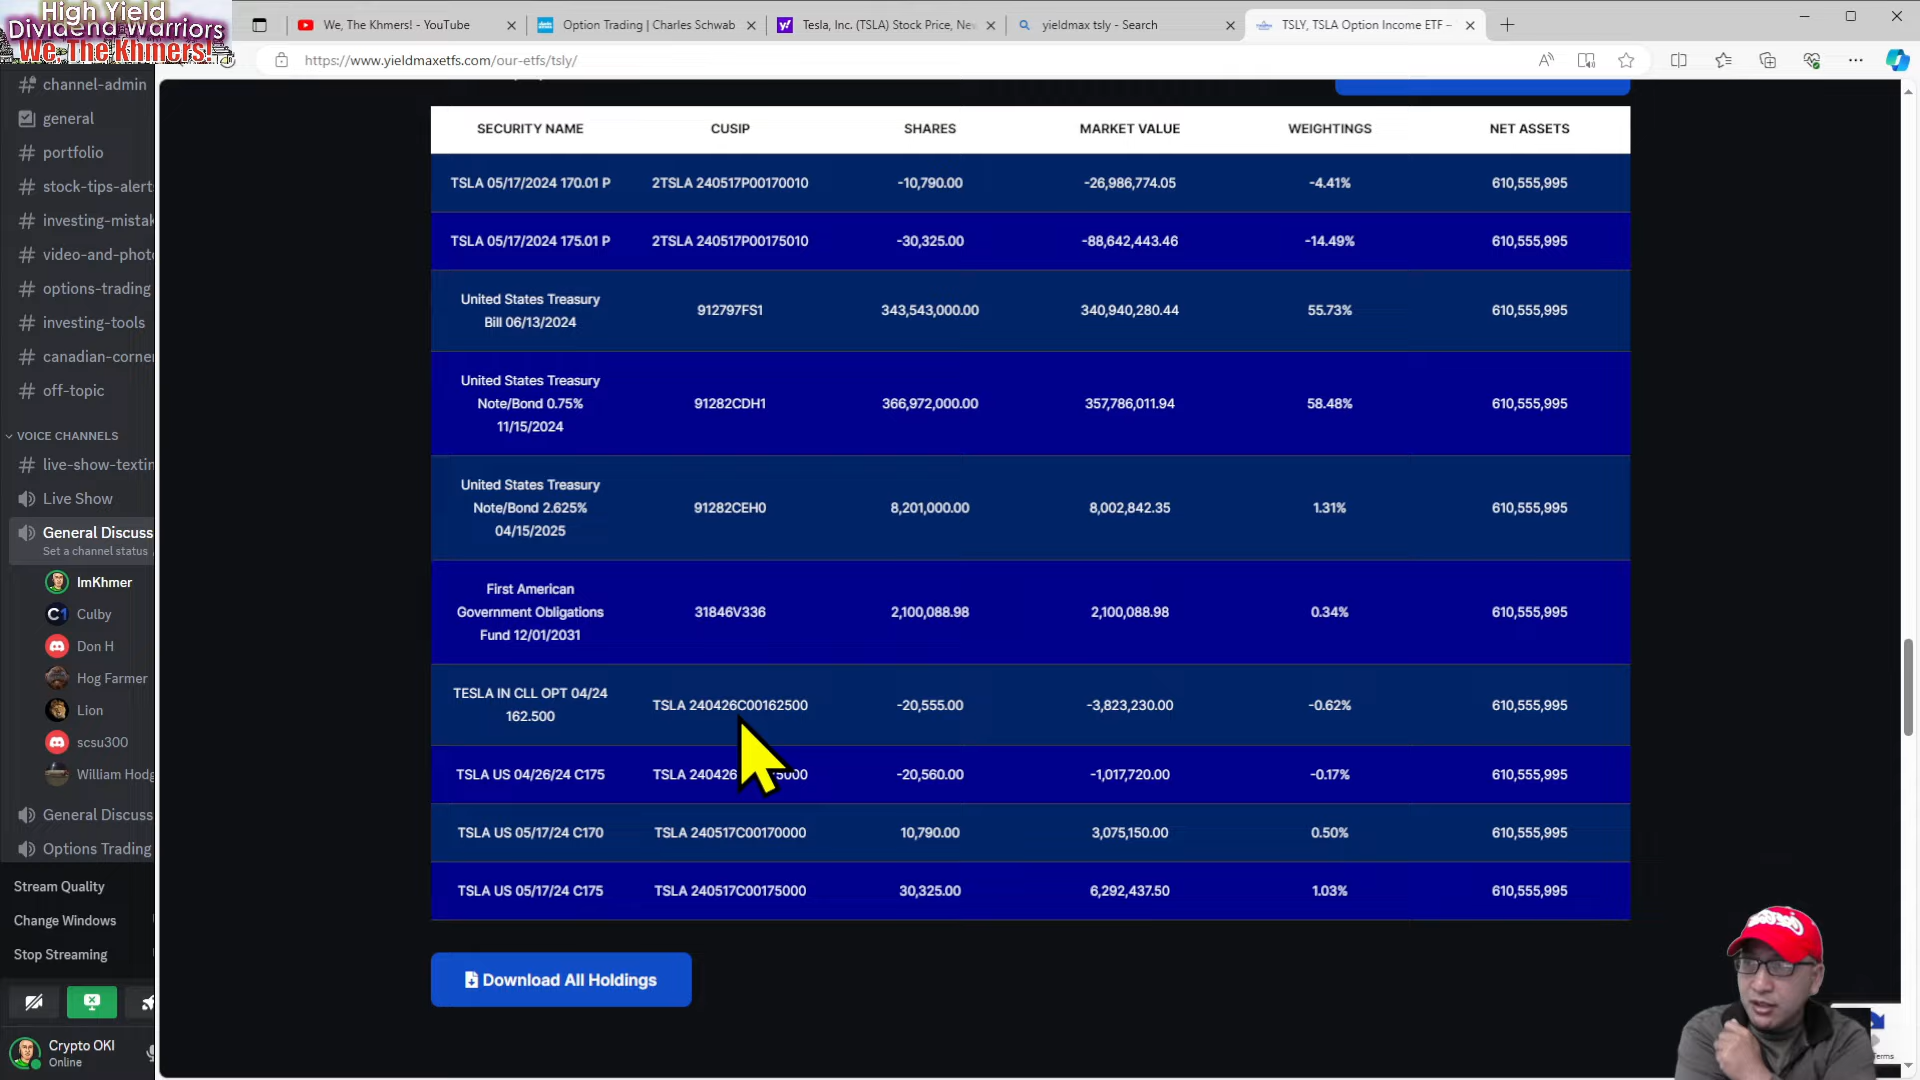 High Yield
Dividend Warriors
We The Khmers!
We, The Khmers! - YouTube
Option Trading | Charles Schwab
Tesla, Inc. (TSLA) Stock Price, Nev
yieldmax tsly - Search
TSLY, TSLA Option Income ETF –
https://www.yieldmaxetfs.com/our-etfs/tsly/
channel-admin
general
portfolio
stock-tips-alert
investing-mistak
video-and-photo
options-trading
investing-tools
canadian-corner
off-topic
VOICE CHANNELS
live-show-textin
Live Show
General Discuss
Set a channel status
ImKhmer
Culby
Don H
Hog Farmer
Lion
scsu300
William Hodg
General Discuss
Options Trading
Stream Quality
Change Windows
Stop Streaming
Crypto OKI
Online
SECURITY NAME CUSIP SHARES MARKET VALUE WEIGHTINGS NET ASSETS
TSLA 05/17/2024 170.01 P 2TSLA 240517P00170010 -10,790.00 -26,986,774.05 -4.41% 610,555,995
TSLA 05/17/2024 175.01 P 2TSLA 240517P00175010 -30,325.00 -88,642,443.46 -14.49% 610,555,995
United States Treasury
Bill 06/13/2024 912797FS1 343,543,000.00 340,940,280.44 55.73% 610,555,995
United States Treasury
Note/Bond 0.75% 91282CDH1 366,972,000.00 357,786,011.94 58.48% 610,555,995
11/15/2024
United States Treasury
Note/Bond 2.625% 91282CEH0 8,201,000.00 8,002,842.35 1.31% 610,555,995
04/15/2025
First American
Government Obligations 31846V336 2,100,088.98 2,100,088.98 0.34% 610,555,995
Fund 12/01/2031
TESLA IN CLL OPT 04/24
162.500 TSLA 240426C00162500 -20,555.00 -3,823,230.00 -0.62% 610,555,995
TSLA US 04/26/24 C175 TSLA 240426 5000 -20,560.00 -1,017,720.00 -0.17% 610,555,995
TSLA US 05/17/24 C170 TSLA 240517C00170000 10,790.00 3,075,150.00 0.50% 610,555,995
TSLA US 05/17/24 C175 TSLA 240517C00175000 30,325.00 6,292,437.50 1.03% 610,555,995
Download All Holdings
Terms